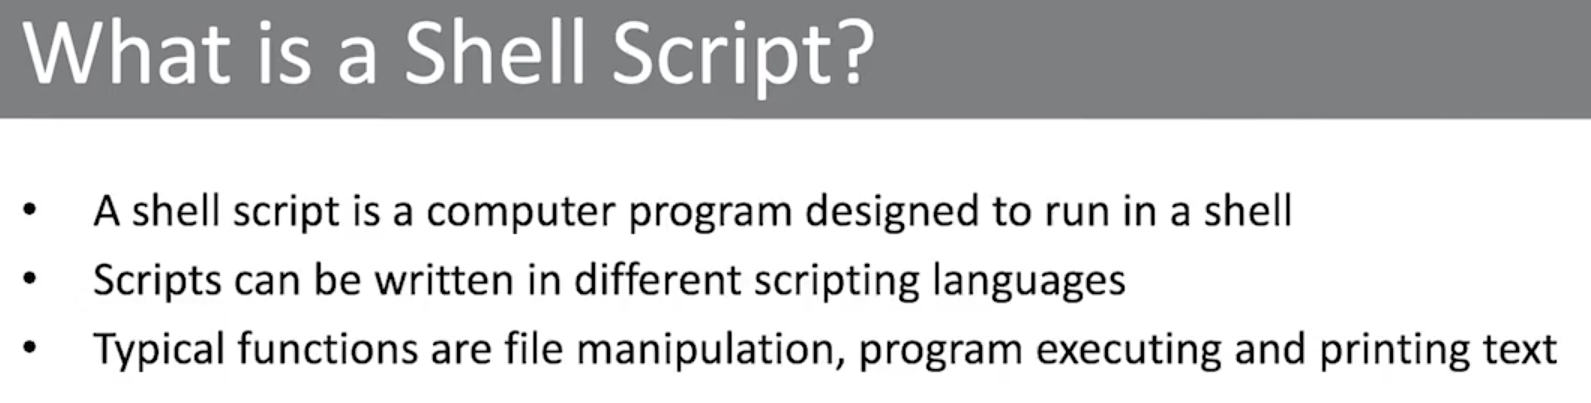 What is a Shell Script?
• A shell script is a computer program designed to run in a shell
• Scripts can be written in different scripting languages
• Typical functions are file manipulation, program executing and printing text